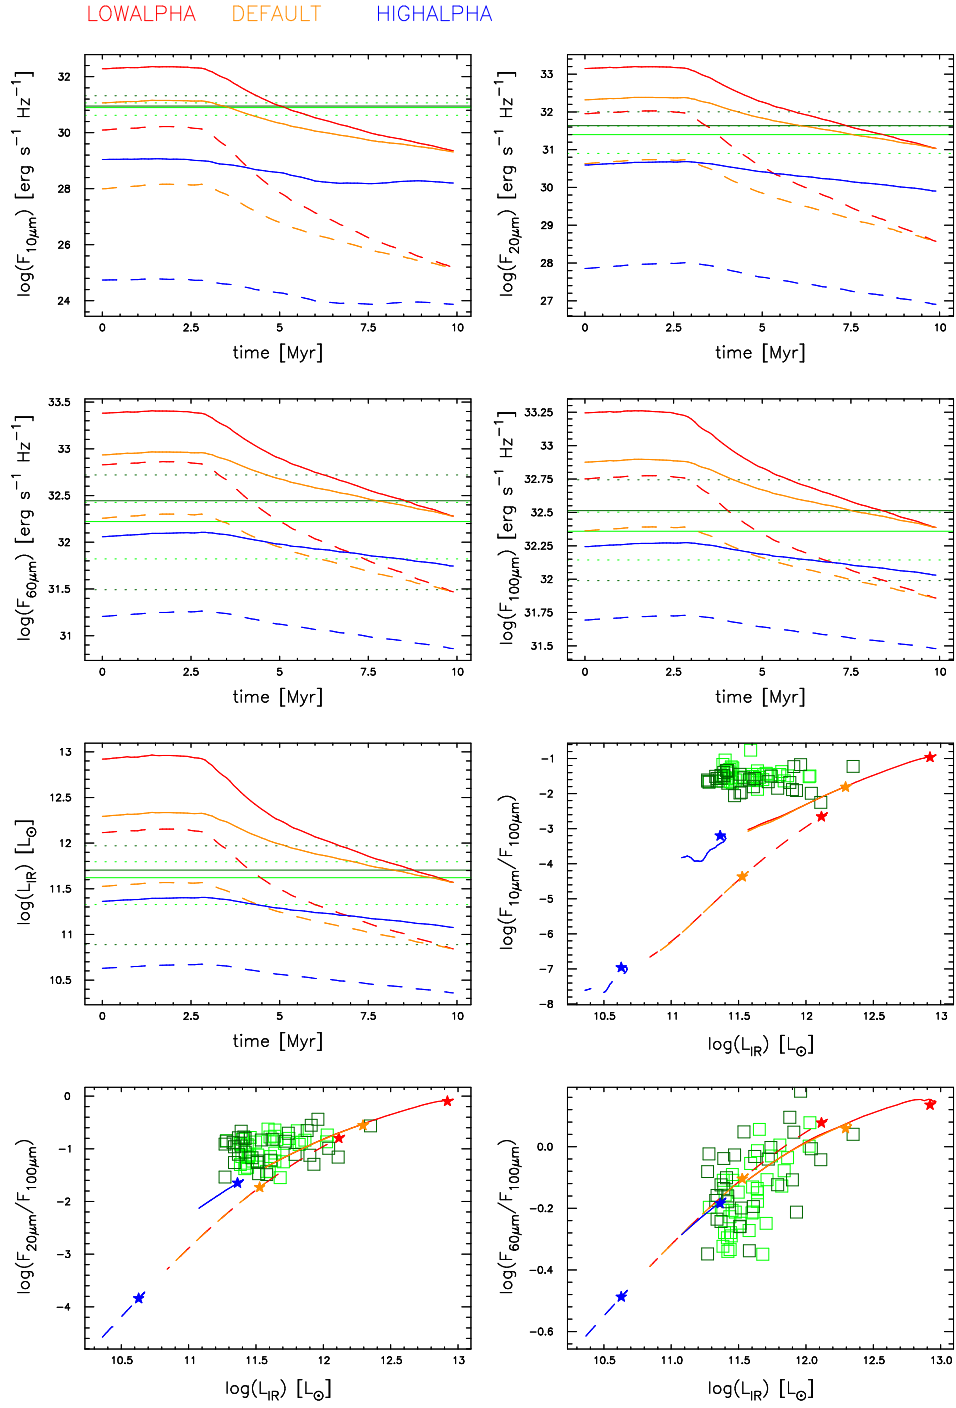 LOWALPHA DEFAULT HIGHALPHA
log(F10μm) [erg s−1 Hz−1]
32
30
28
26
24
0 2.5 5 7.5 10
time [Myr]
log(F20μm) [erg s−1 Hz−1]
33
32
31
30
29
28
27
0 2.5 5 7.5 10
time [Myr]
log(F60μm) [erg s−1 Hz−1]
33.5
33
32.5
32
31.5
31
0 2.5 5 7.5 10
time [Myr]
log(F100μm) [erg s−1 Hz−1]
33.25
33
32.75
32.5
32.25
32
31.75
31.5
0 2.5 5 7.5 10
time [Myr]
log(LIR) [L⊙]
13
12.5
12
11.5
11
10.5
0 2.5 5 7.5 10
time [Myr]
log(F10μm/F100μm)
−1
−2
−3
−4
−5
−6
−7
−8
10.5 11 11.5 12.0 12.5 13
log(LIR) [L⊙]
log(F20μm/F100μm)
0
−1
−2
−3
−4
10.5 11 11.5 12 12.5 13
log(LIR) [L⊙]
log(F60μm/F100μm)
0.0
−0.2
−0.4
−0.6
10.5 11.0 11.5 12.0 12.5 13.0
log(LIR) [L⊙]